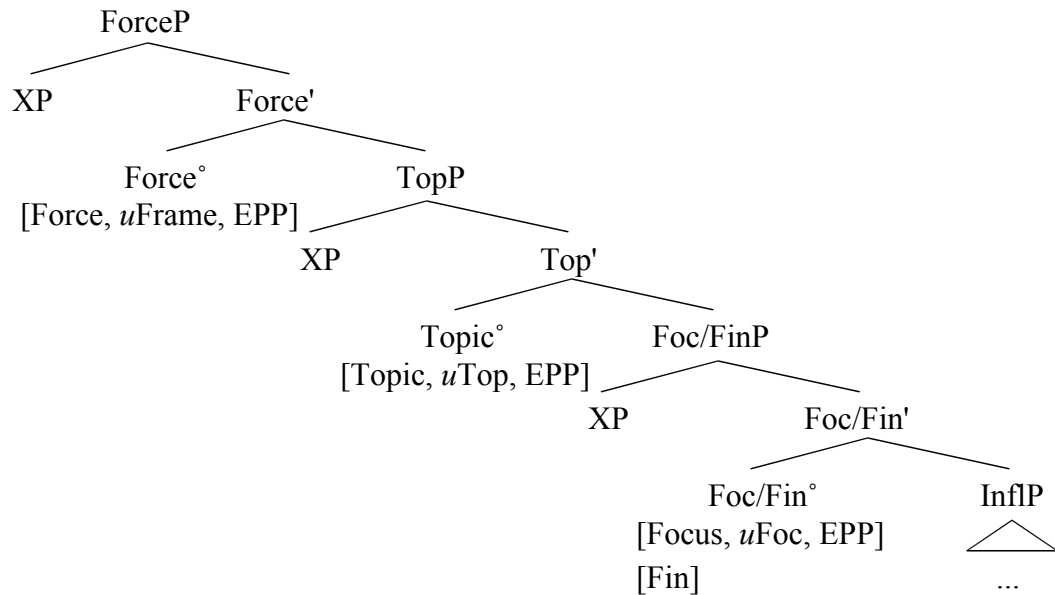 ForceP
XP Force'
Force° TopP
[Force, uFrame, EPP]
XP Top'
Topic° Foc/FinP
[Topic, uTop, EPP]
XP Foc/Fin'
Foc/Fin° InflP
[Focus, uFoc, EPP]
[Fin] ...